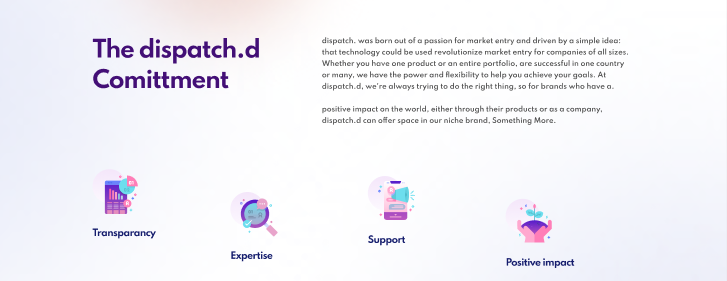 The dispatch.d
Comittment
dispatch. was born out of a passion for market entry and driven by a simple idea:
that technology could be used revolutionize market entry for companies of all sizes.
Whether you have one product or an entire portfolio, are successful in one country
or many, we have the power and flexibility to help you achieve your goals. At
dispatch.d, we're always trying to do the right thing, so for brands who have a.
positive impact on the world, either through their products or as a company,
dispatch.d can offer space in our niche brand, Something More.
Transparancy
Expertise
Support
Positive impact